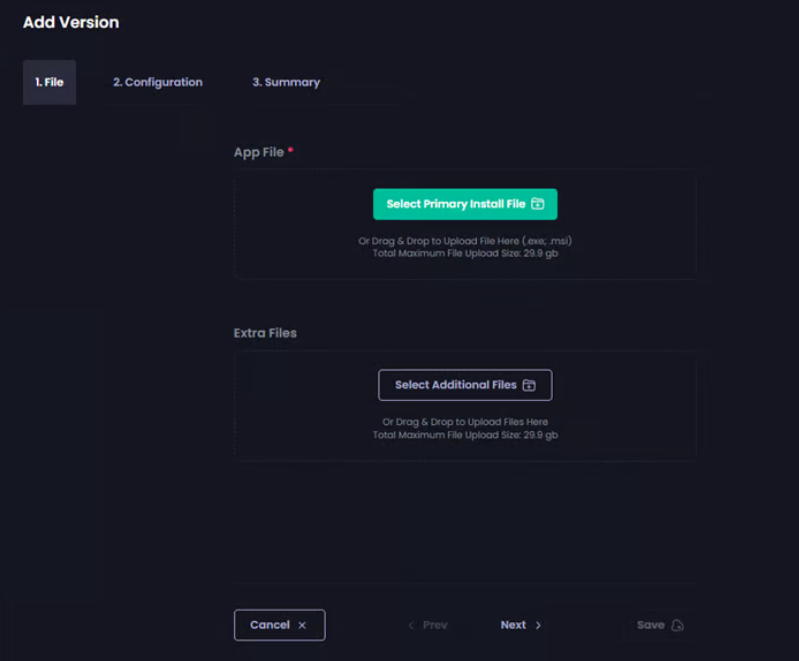 Add Version
1. File
2. Configuration
3. Summary
App File *
Select Primary Install File
Or Drag & Drop to Upload File Here (.exe; .msi)
Total Maximum File Upload Size: 29.9 gb
Extra Files
Select Additional Files
Or Drag & Drop to Upload Files Here
Total Maximum File Upload Size: 29.9 gb
Cancel ×
< Prev
Next >
Save